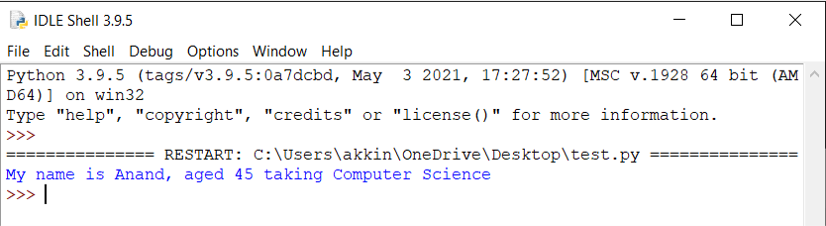 IDLE Shell 3.9.5
File Edit Shell Debug Options Window Help
Python 3.9.5 (tags/v3.9.5:0a7dcbd, May  3 2021, 17:27:52) [MSC v.1928 64 bit (AM
D64)] on win32
Type "help", "copyright", "credits" or "license()" for more information.
>>>
=============== RESTART: C:\Users\akkin\OneDrive\Desktop\test.py ===============
My name is Anand, aged 45 taking Computer Science
>>>